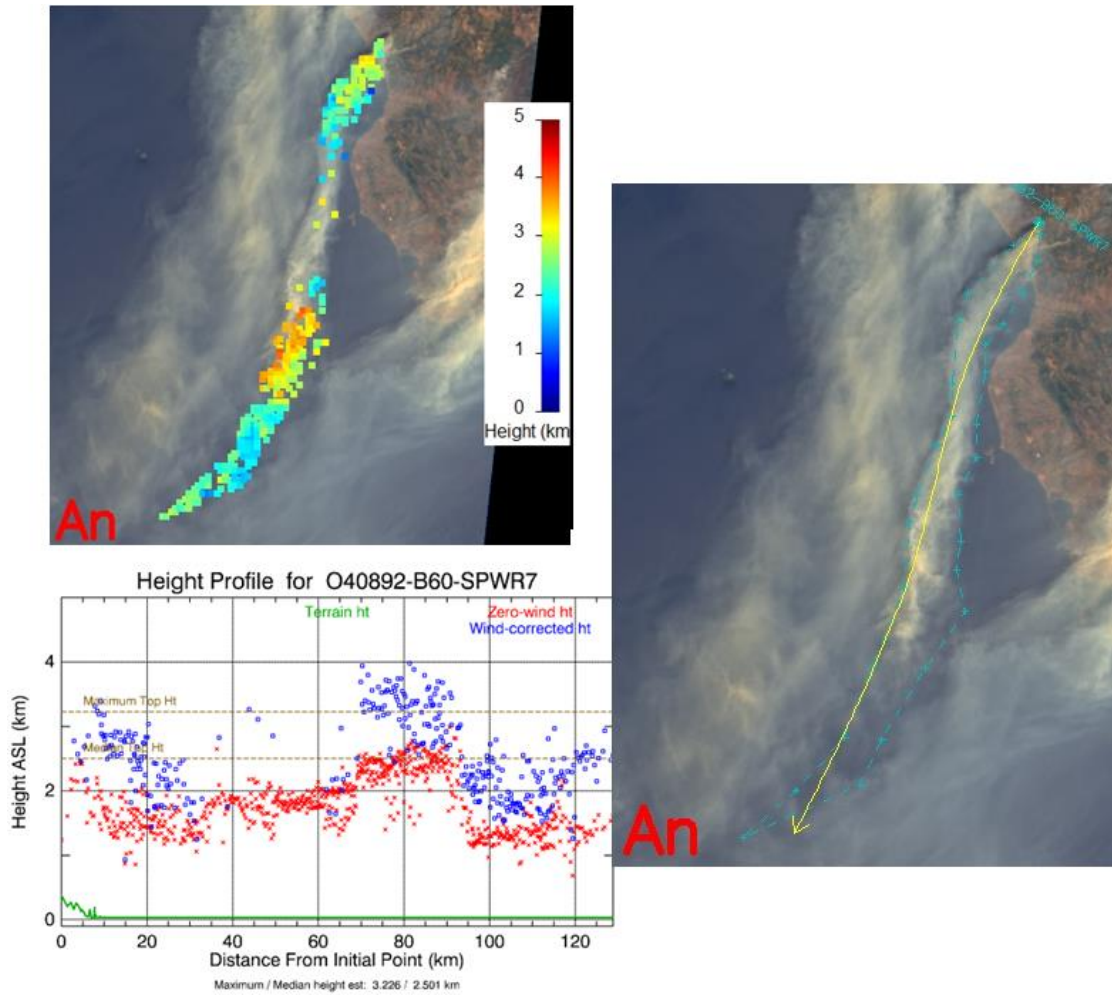 5
4
3
2
1
0
Height (km
An
92-B60-SPWR7
An
Height Profile for O40892-B60-SPWR7
Terrain ht
Zero-wind ht
Wind-corrected ht
Maximum Top Ht
Median Top Ht
Height ASL (km)
4
2
0
0 20 40 60 80 100 120
Distance From Initial Point (km)
Maximum / Median height est: 3.226 / 2.501 km